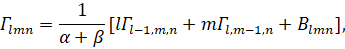 Γ_{lmn} = \frac{1}{α + β} [lΓ_{l−1,m,n} + mΓ_{l,m−1,n} + B_{lmn}],